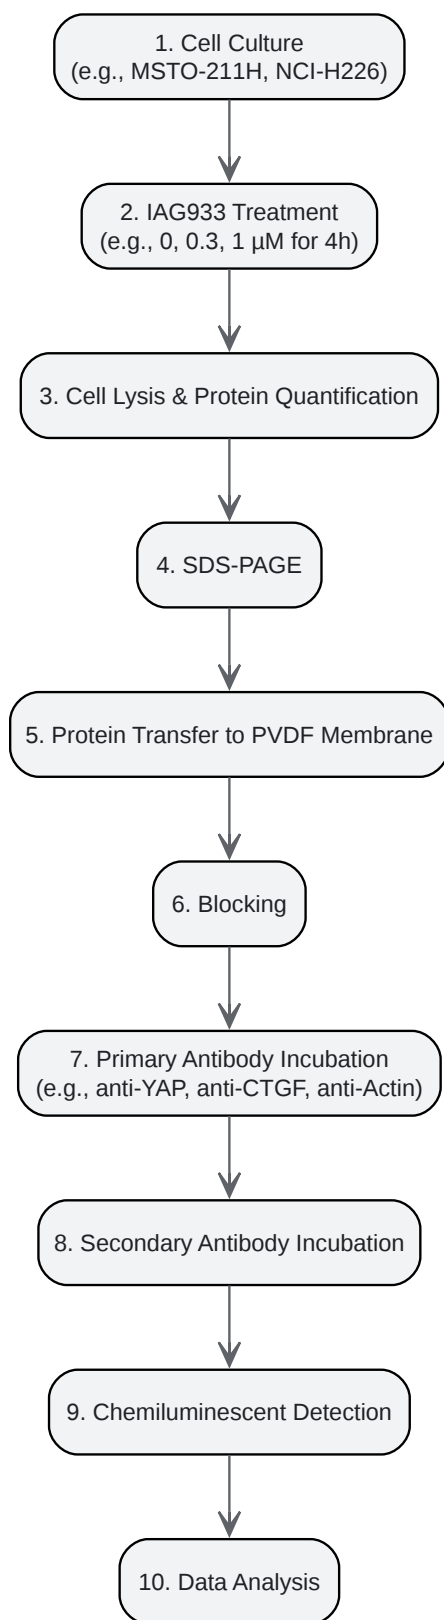 1. Cell Culture
(e.g., MSTO-211H, NCI-H226)
2. IAG933 Treatment
(e.g., 0, 0.3, 1 µM for 4h)
3. Cell Lysis & Protein Quantification
4. SDS-PAGE
5. Protein Transfer to PVDF Membrane
6. Blocking
7. Primary Antibody Incubation
(e.g., anti-YAP, anti-CTGF, anti-Actin)
8. Secondary Antibody Incubation
9. Chemiluminescent Detection
10. Data Analysis